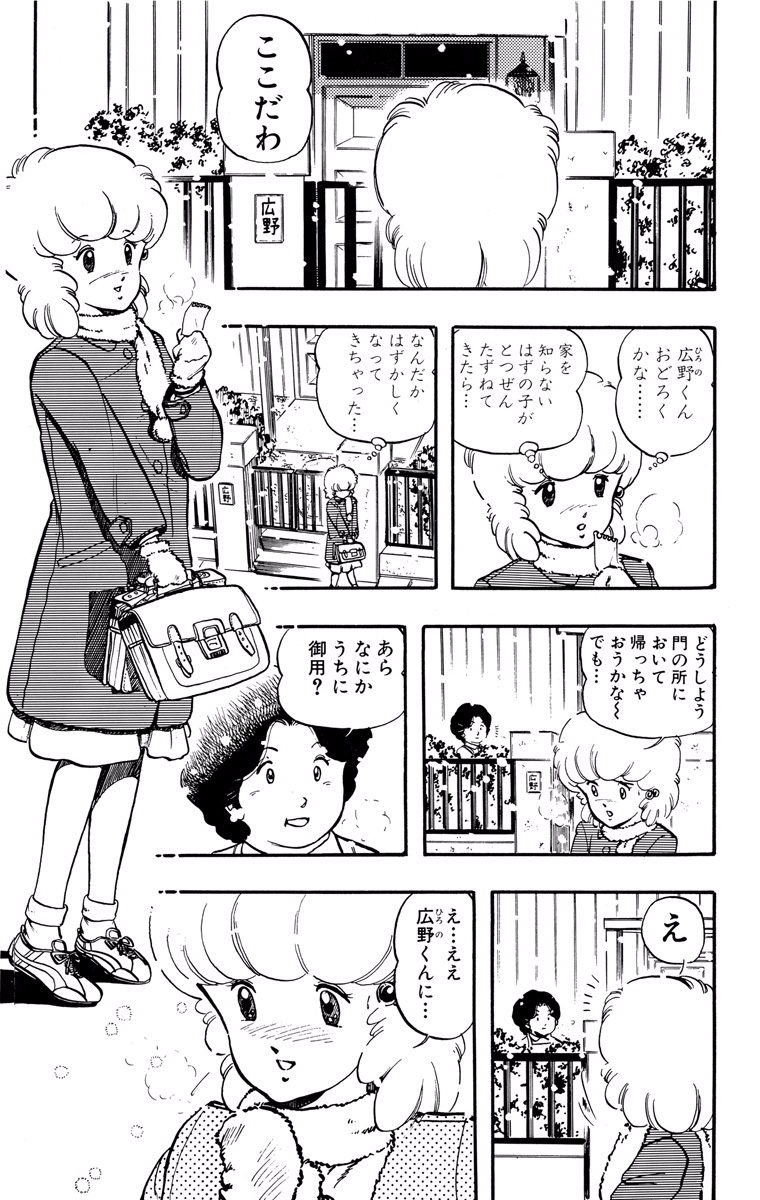 ここだわ
広野
広野くん
ひろの
おどろく
かな……
家を
知らない
はずの子が
とつぜん
たずねて
きたら…
なんだか
はずかしく
なって
きちゃった…
広野
どうしよう
門の所に
おいて
帰っちゃ
おうかな〜
でも…
広野
あら
なにか
うちに
御用？
え
え…ええ
広野くんに…
ひろの